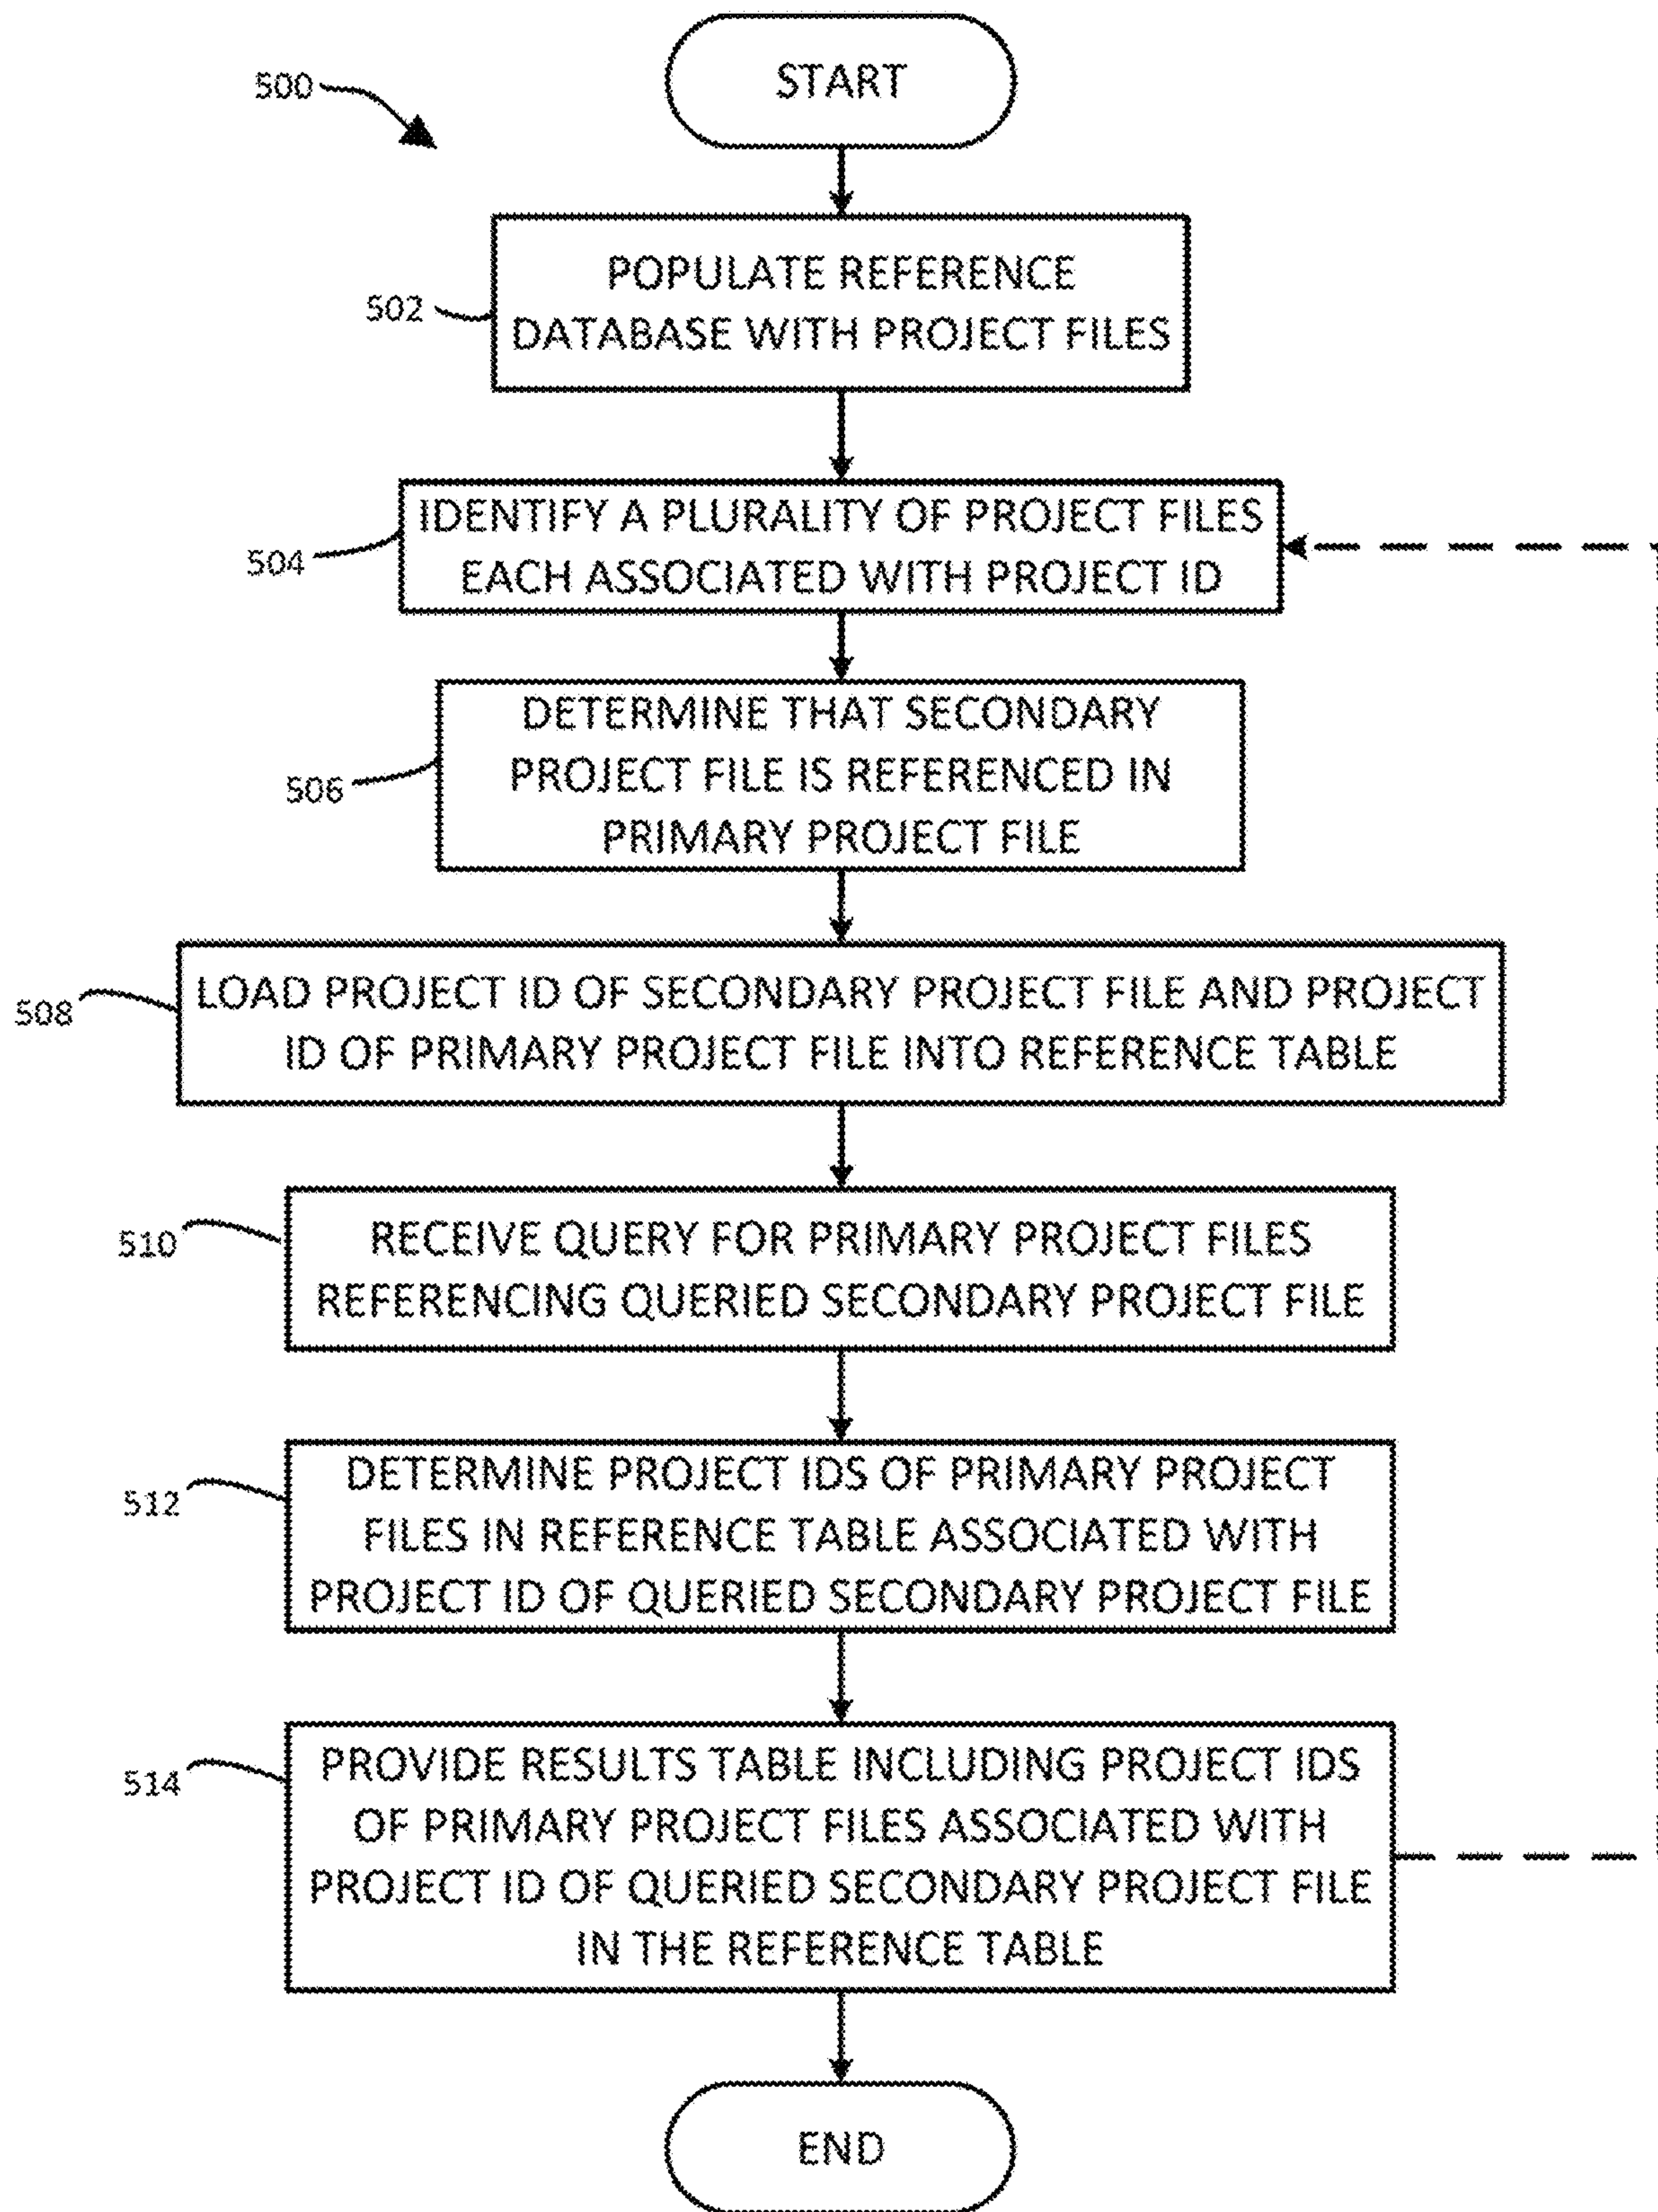 START
500
POPULATE REFERENCE
DATABASE WITH PROJECT FILES
502
IDENTIFY A PLURALITY OF PROJECT FILES
EACH ASSOCIATED WITH PROJECT ID
504
DETERMINE THAT SECONDARY
PROJECT FILE IS REFERENCED IN
PRIMARY PROJECT FILE
506
LOAD PROJECT ID OF SECONDARY PROJECT FILE AND PROJECT
ID OF PRIMARY PROJECT FILE INTO REFERENCE TABLE
508
RECEIVE QUERY FOR PRIMARY PROJECT FILES
REFERENCING QUERIED SECONDARY PROJECT FILE
510
DETERMINE PROJECT IDS OF PRIMARY PROJECT
FILES IN REFERENCE TABLE ASSOCIATED WITH
PROJECT ID OF QUERIED SECONDARY PROJECT FILE
512
PROVIDE RESULTS TABLE INCLUDING PROJECT IDS
OF PRIMARY PROJECT FILES ASSOCIATED WITH
PROJECT ID OF QUERIED SECONDARY PROJECT FILE
IN THE REFERENCE TABLE
514
END